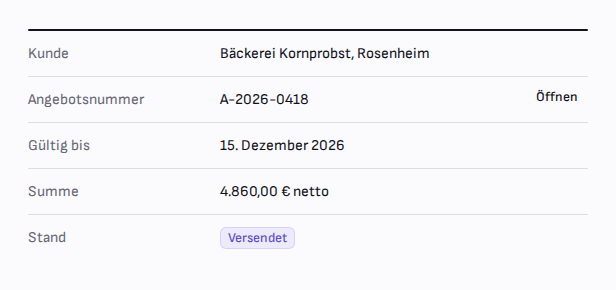 Kunde Bäckerei Kornprobst, Rosenheim
Angebotsnummer A-2026-0418 Öffnen
Gültig bis 15. Dezember 2026
Summe 4.860,00 € netto
Stand Versendet